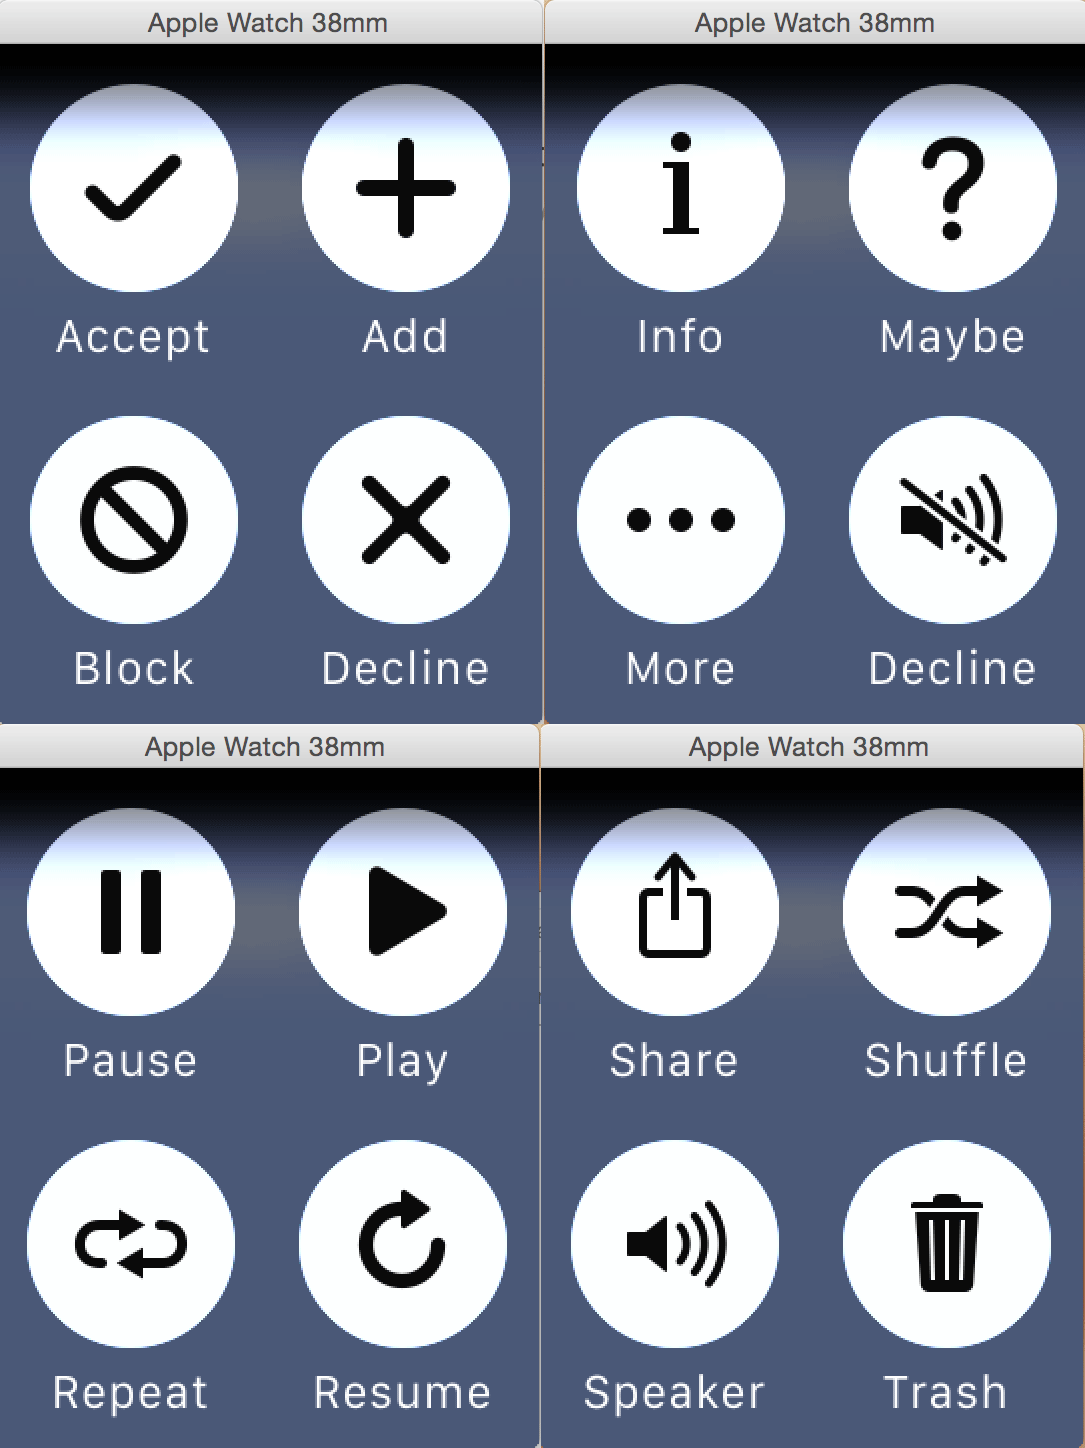 Apple Watch 38mm
Accept Add
Block Decline
Apple Watch 38mm
Info Maybe
More Decline
Apple Watch 38mm
Pause Play
Repeat Resume
Apple Watch 38mm
Share Shuffle
Speaker Trash